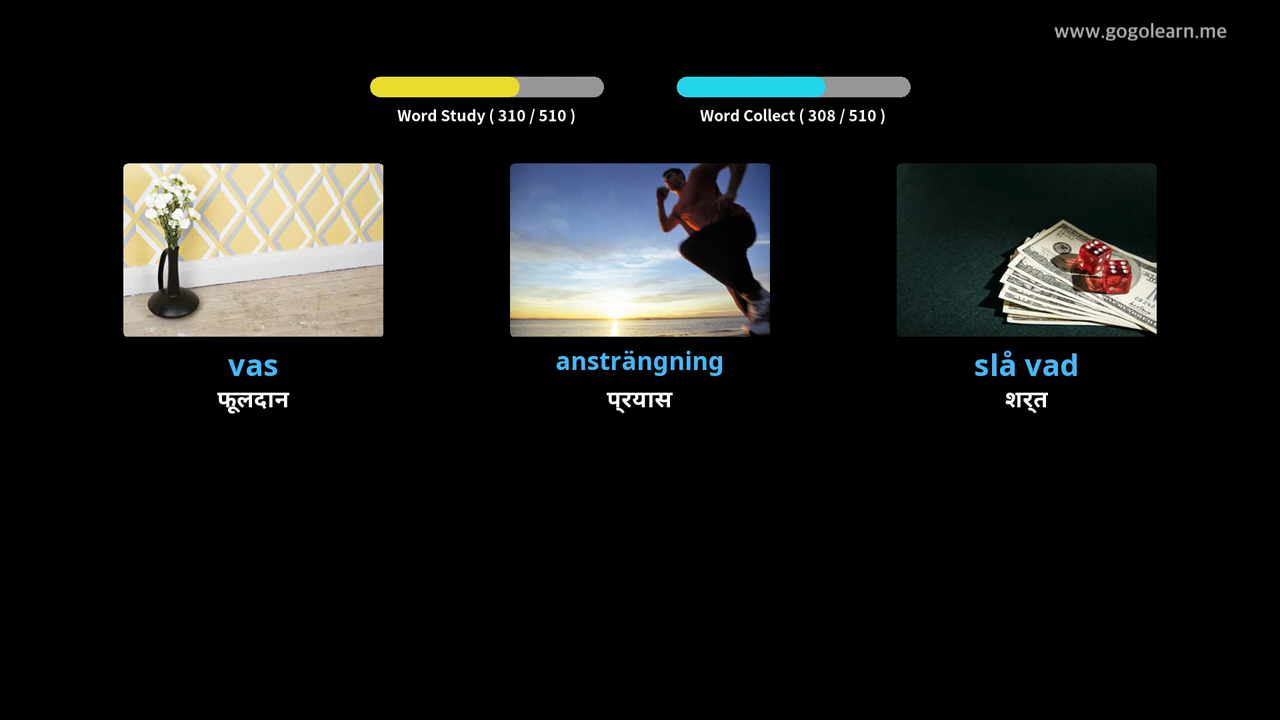 www.gogolearn.me
Word Study ( 310 / 510 )
Word Collect ( 308 / 510 )
vas
फूलदान
ansträngning
प्रयास
slå vad
शर्त